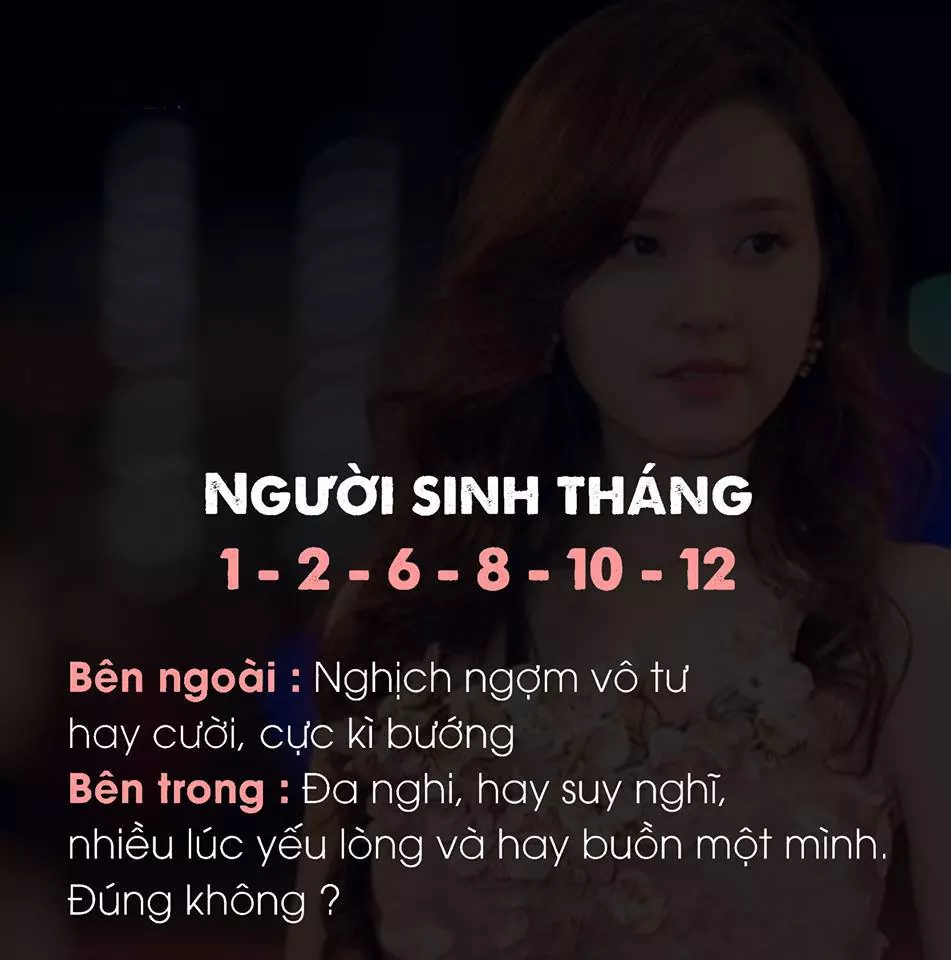 NGƯỜI SINH THÁNG
1 - 2 - 6 - 8 - 10 - 12
Bên ngoài : Nghịch ngợm vô tư
hay cười, cực kì bướng
Bên trong : Đa nghi, hay suy nghĩ,
nhiều lúc yếu lòng và hay buồn một mình.
Đúng không ?